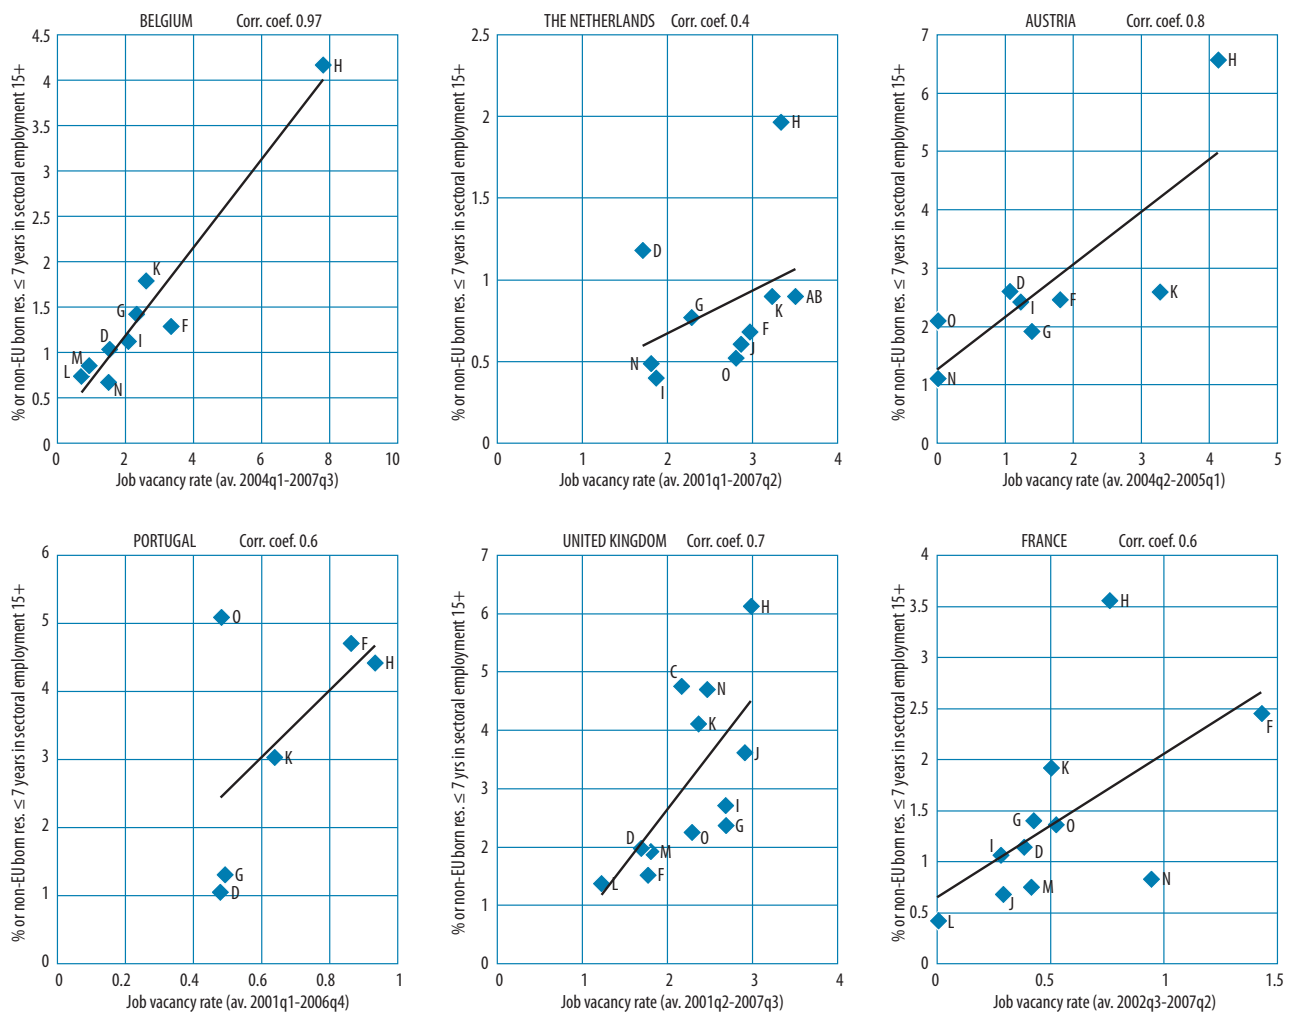 BELGIUM Corr. coef. 0.97
% or non-EU born res. ≤ 7 years in sectoral employment 15+
4.5
4
3.5
3
2.5
2
1.5
1
0.5
0
H
K
G
F
D
I
M
L
N
0 2 4 6 8 10
Job vacancy rate (av. 2004q1-2007q3)
THE NETHERLANDS Corr. coef. 0.4
% or non-EU born res. ≤ 7 years in sectoral employment 15+
2.5
2
1.5
1
0.5
0
H
D
G
K
AB
F
J
N
O
I
0 1 2 3 4
Job vacancy rate (av. 2001q1-2007q2)
AUSTRIA Corr. coef. 0.8
% or non-EU born res. ≤ 7 years in sectoral employment 15+
7
6
5
4
3
2
1
0
H
D
I
F
K
O
G
N
0 1 2 3 4 5
Job vacancy rate (av. 2004q2-2005q1)
PORTUGAL Corr. coef. 0.6
% or non-EU born res. ≤ 7 years in sectoral employment 15+
6
5
4
3
2
1
0
O
F
H
K
G
D
0 0.2 0.4 0.6 0.8 1
Job vacancy rate (av. 2001q1-2006q4)
UNITED KINGDOM Corr. coef. 0.7
% or non-EU born res. ≤ 7 yrs in sectoral employment 15+
7
6
5
4
3
2
1
0
H
C
N
K
J
I
G
O
D
M
F
L
0 1 2 3 4
Job vacancy rate (av. 2001q2-2007q3)
FRANCE Corr. coef. 0.6
% or non-EU born res. ≤ 7 years in sectoral employment 15+
4
3.5
3
2.5
2
1.5
1
0.5
0
H
F
K
G
O
I
D
M
N
J
L
0 0.5 1 1.5
Job vacancy rate (av. 2002q3-2007q2)